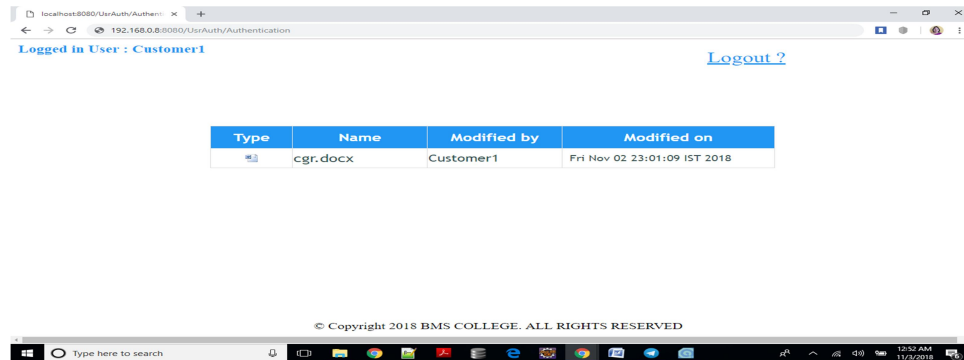 localhost:8080/UsrAuth/Authenti
192.168.0.8:8080/UsrAuth/Authentication
Logged in User : Customer1
Logout ?
Type Name Modified by Modified on
cgr.docx Customer1 Fri Nov 02 23:01:09 IST 2018
© Copyright 2018 BMS COLLEGE. ALL RIGHTS RESERVED
Type here to search
12:52 AM
11/3/2018